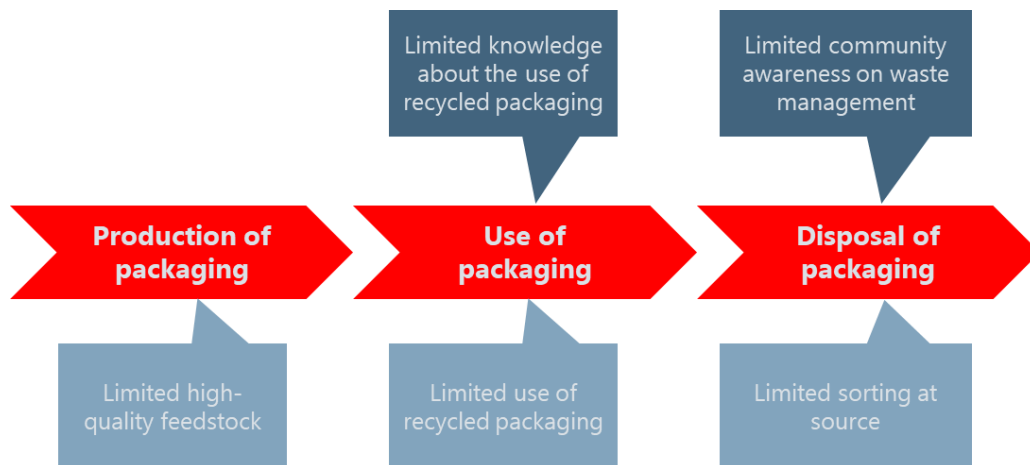 Limited knowledge
about the use of
recycled packaging
Limited community
awareness on waste
management
Production of
packaging
Use of
packaging
Disposal of
packaging
Limited high-
quality feedstock
Limited use of
recycled packaging
Limited sorting at
source